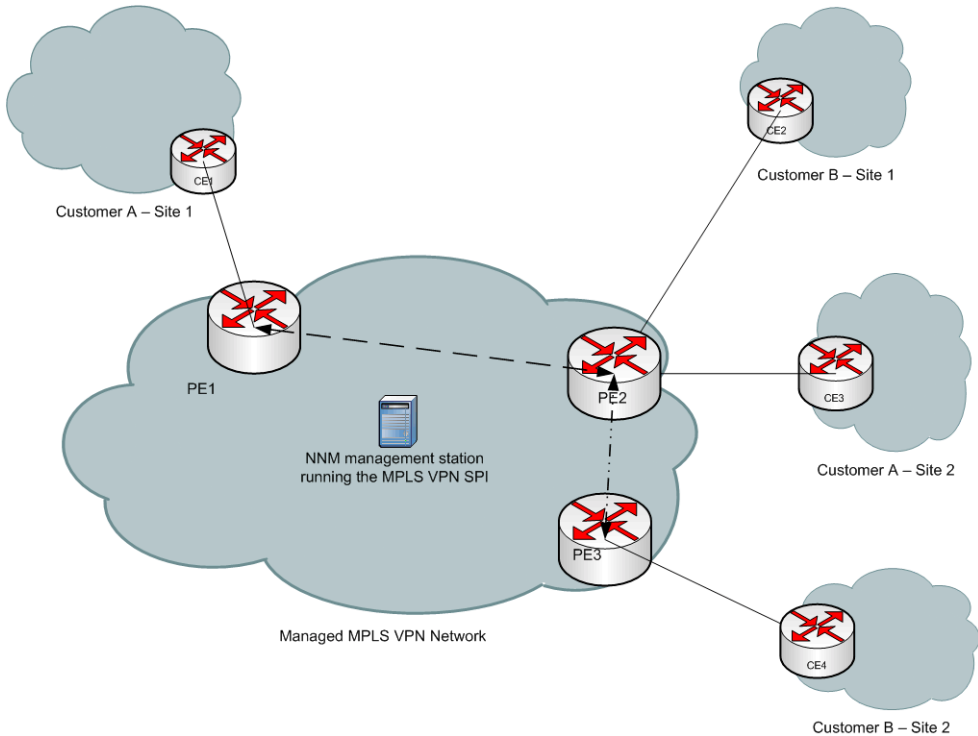 CE1
Customer A – Site 1
CE2
Customer B – Site 1
PE1
PE2
CE3
NNM management station
running the MPLS VPN SPI
Customer A – Site 2
PE3
Managed MPLS VPN Network
CE4
Customer B – Site 2